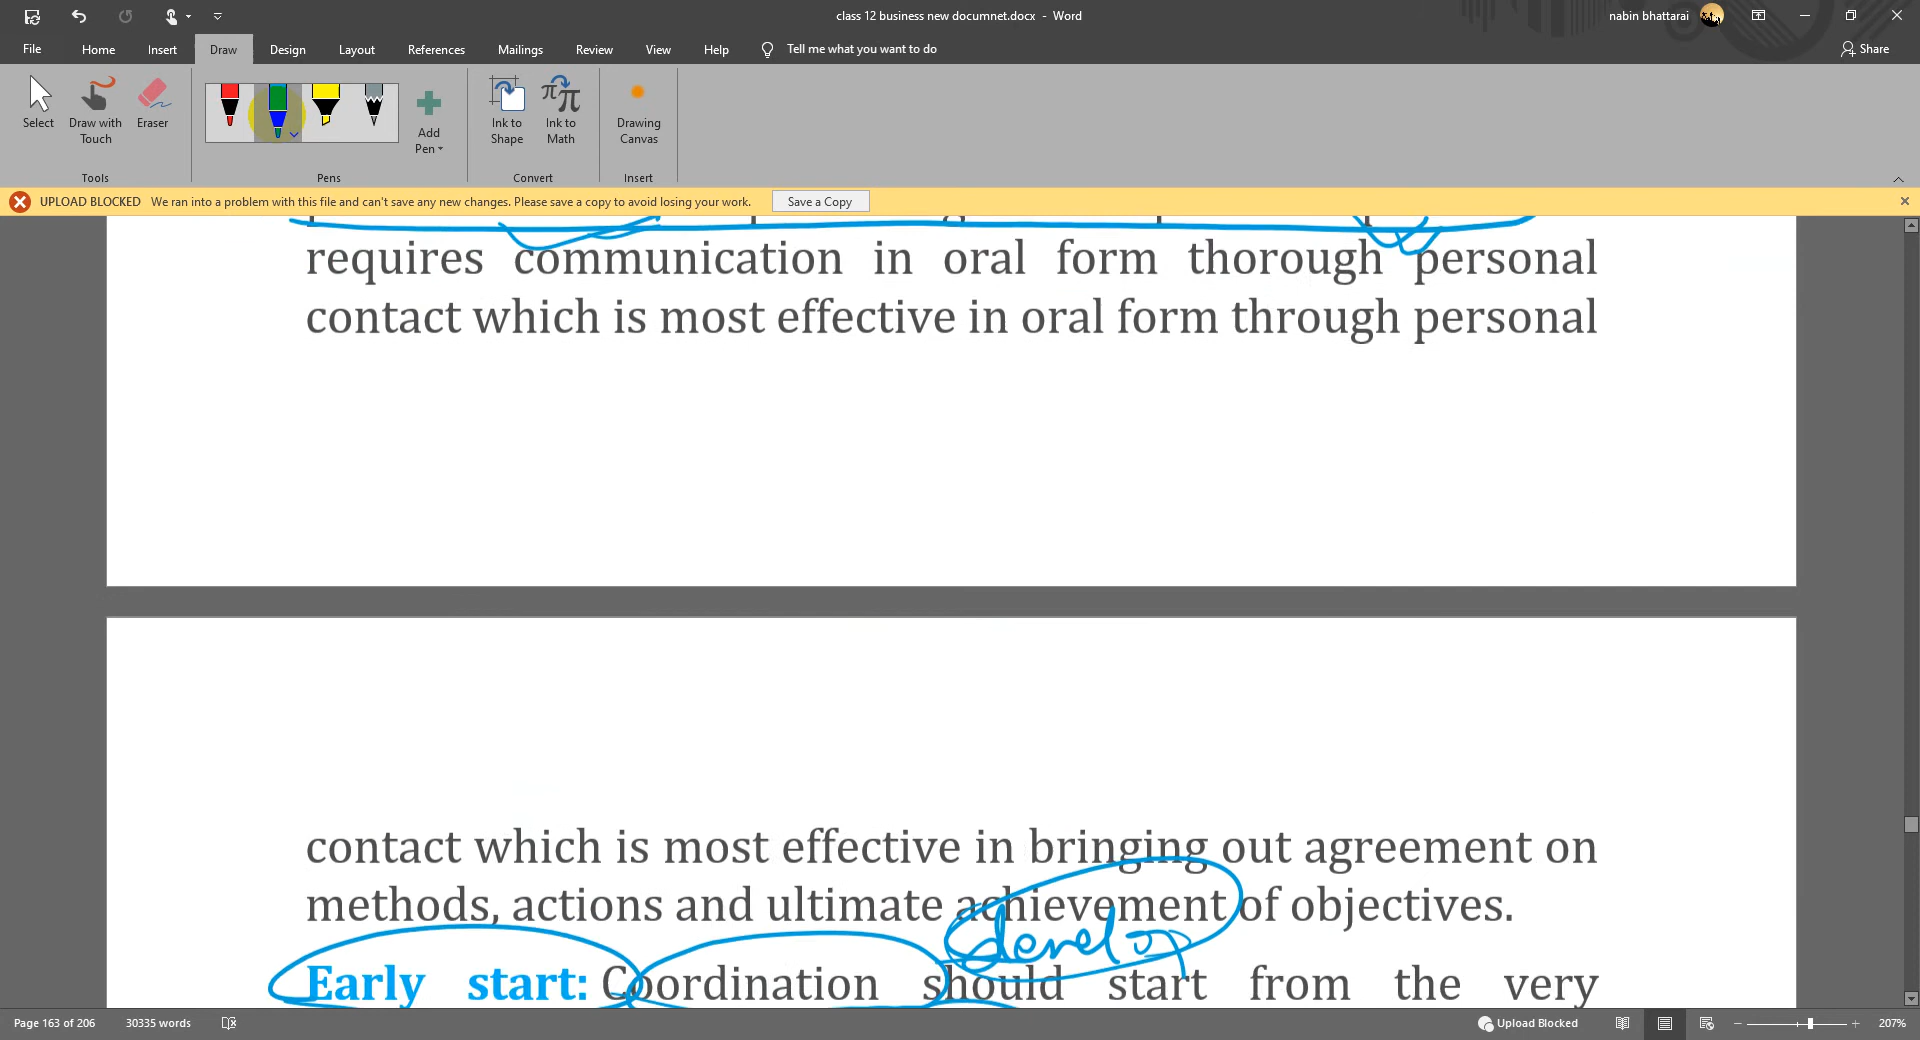 class 12 business new documnet.docx - Word
nabin bhattarai
File Home Insert Draw Design Layout References Mailings Review View Help Tell me what you want to do Share
Select Draw with Touch Eraser Add Pen Ink to Shape Ink to Math Drawing Canvas
Tools Pens Convert Insert
UPLOAD BLOCKED We ran into a problem with this file and can't save any new changes. Please save a copy to avoid losing your work. Save a Copy
requires communication in oral form thorough personal
contact which is most effective in oral form through personal
contact which is most effective in bringing out agreement on
methods, actions and ultimate achievement of objectives.
develop
Early start: Coordination should start from the very
Page 163 of 206 30335 words Upload Blocked 207%